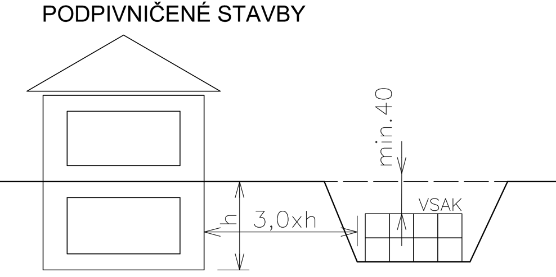 PODPIVNIČENÉ STAVBY
min.40
VSAK
h
3,0xh